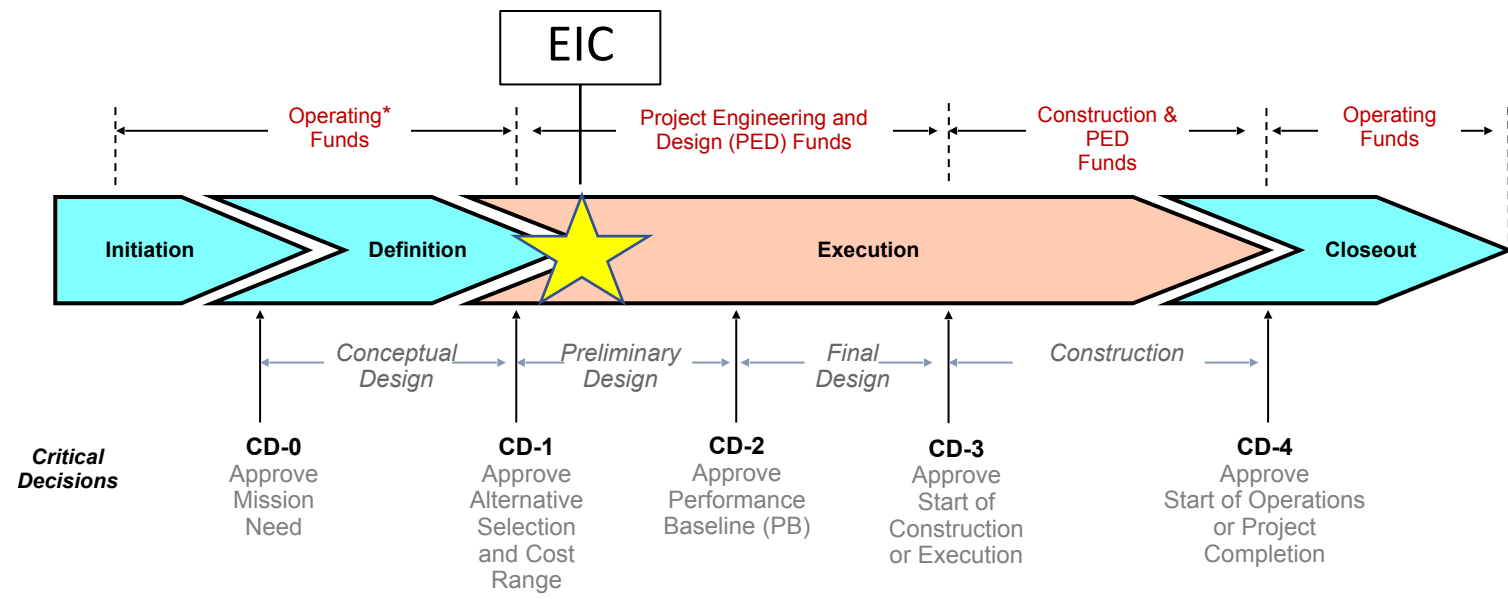 EIC
Operating*
Funds
Project Engineering and
Design (PED) Funds
Construction &
PED
Funds
Operating
Funds
Initiation
Definition
Execution
Closeout
Conceptual
Design
Preliminary
Design
Final
Design
Construction
Critical
Decisions
CD-0
Approve
Mission
Need
CD-1
Approve
Alternative
Selection
and Cost
Range
CD-2
Approve
Performance
Baseline (PB)
CD-3
Approve
Start of
Construction
or Execution
CD-4
Approve
Start of Operations
or Project
Completion